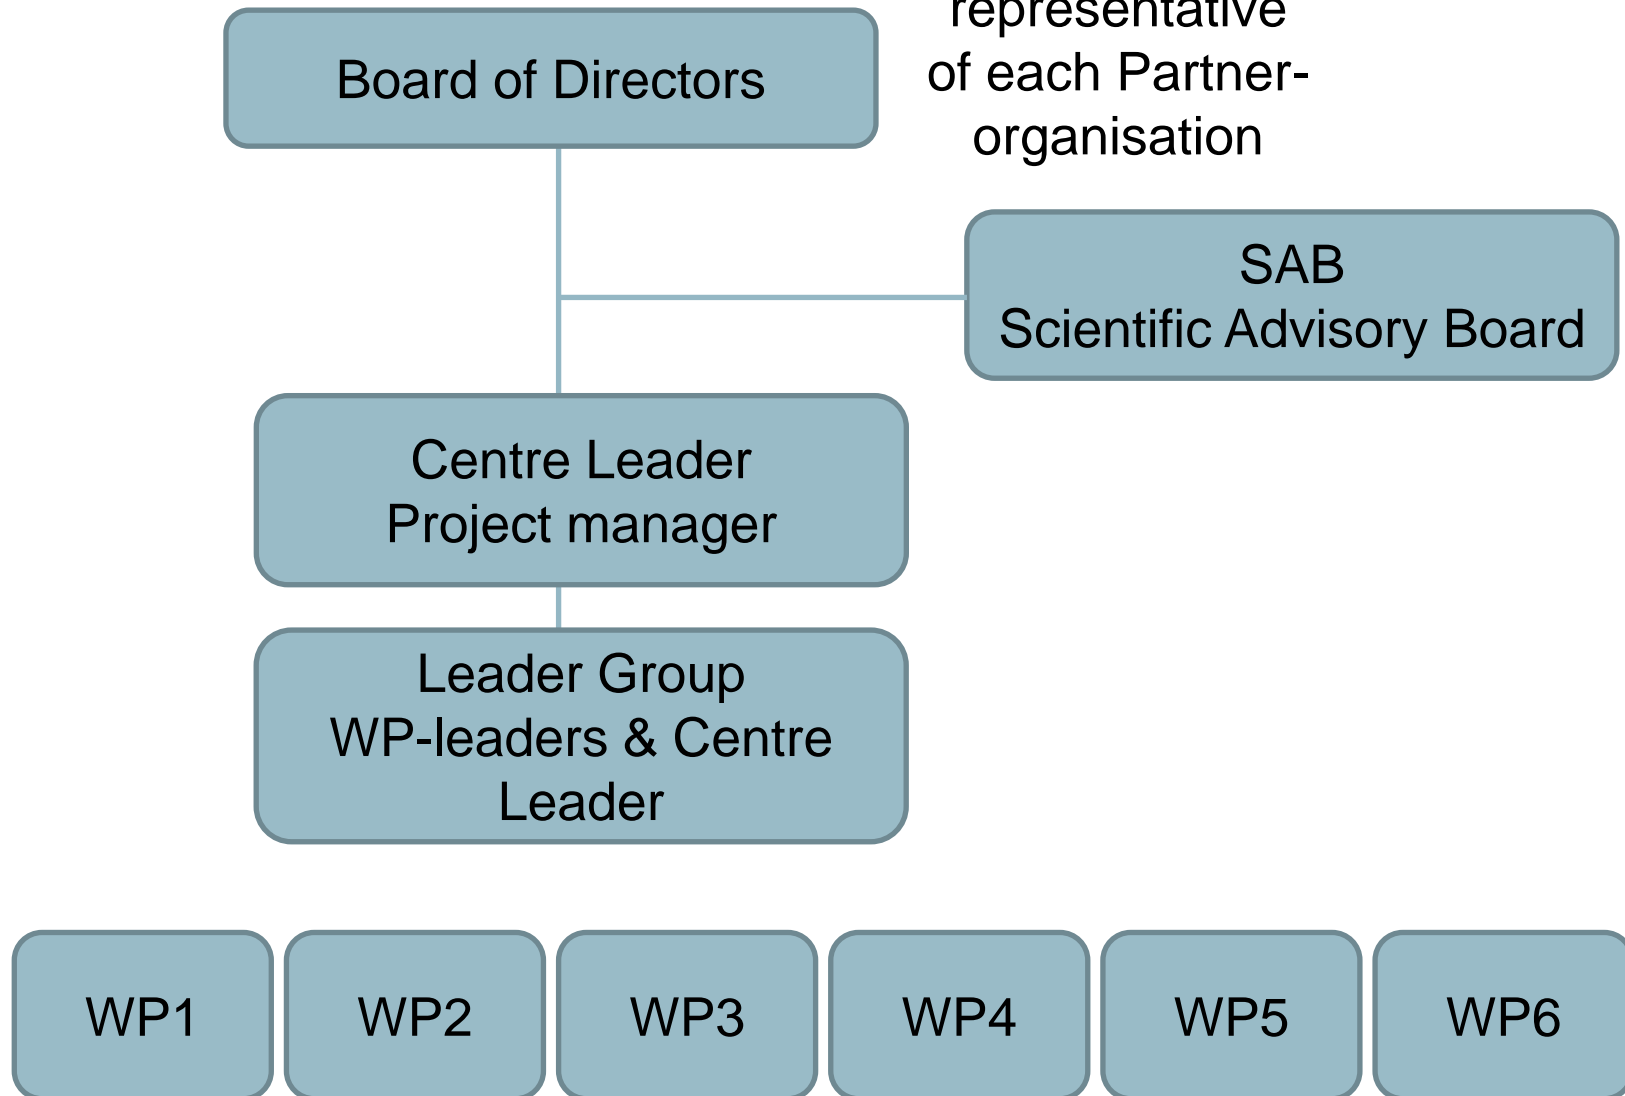 representative
of each Partner-
organisation
Board of Directors
SAB
Scientific Advisory Board
Centre Leader
Project manager
Leader Group
WP-leaders & Centre
Leader
WP1
WP2
WP3
WP4
WP5
WP6